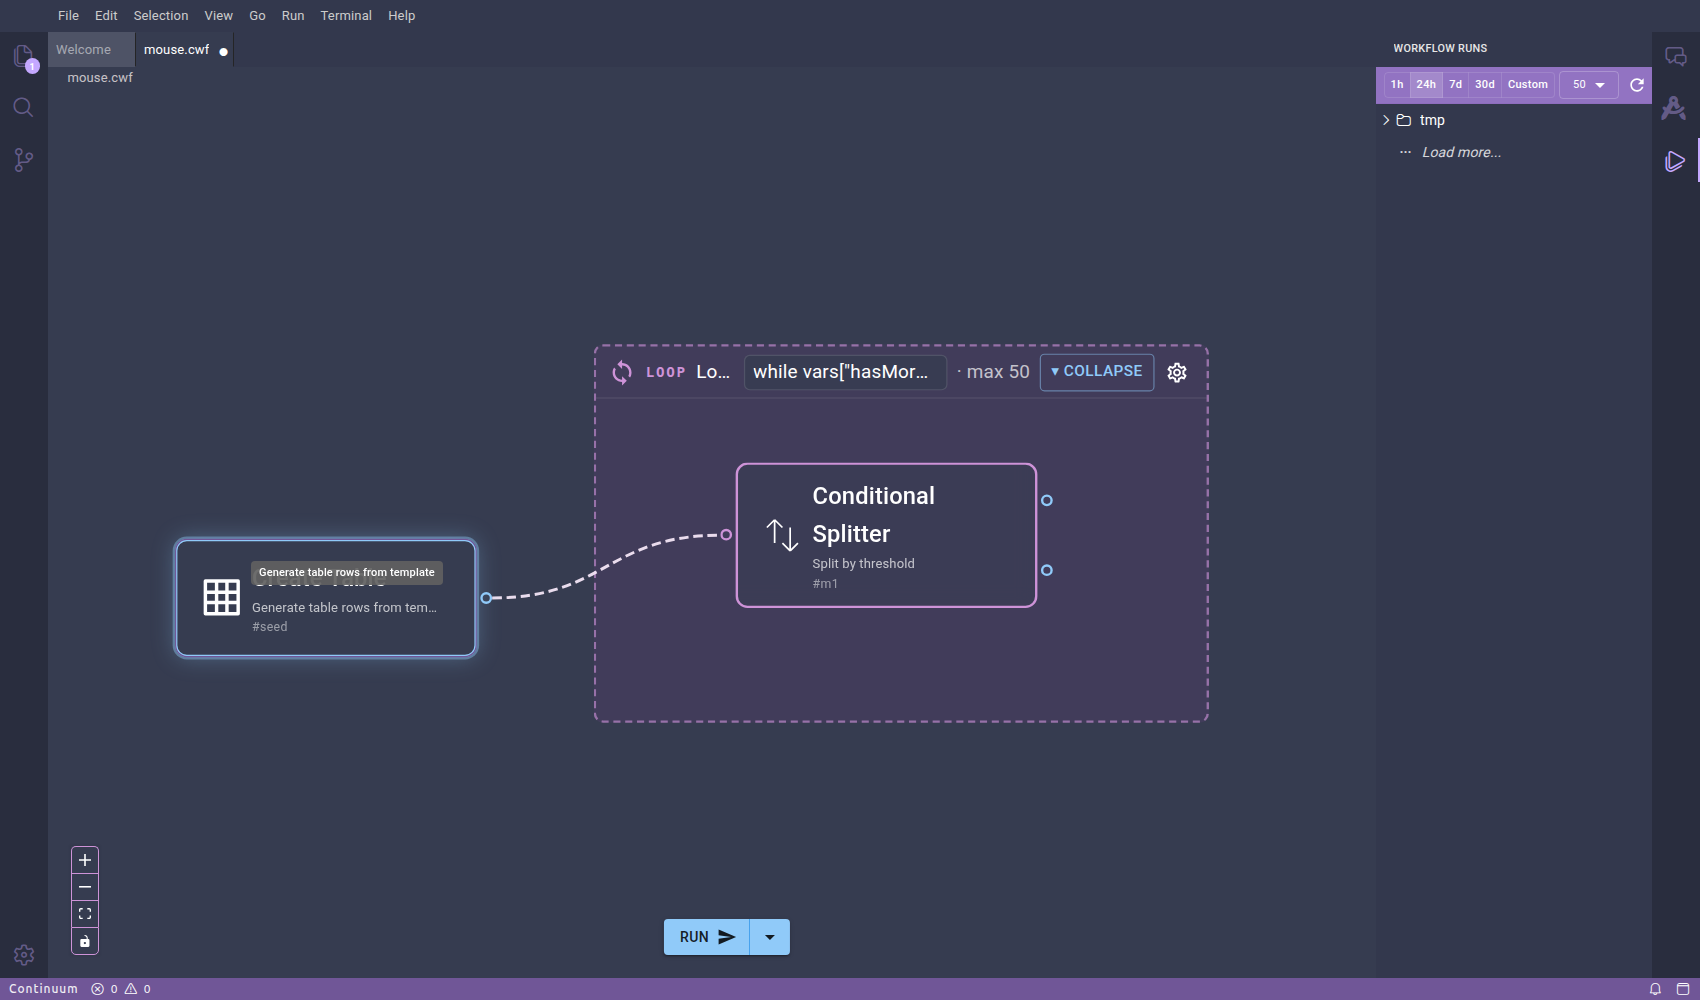 File Edit Selection View Go Run Terminal Help
Welcome
mouse.cwf
mouse.cwf
WORKFLOW RUNS
1h 24h 7d 30d Custom 50
tmp
Load more...
1
LOOP Lo... while vars["hasMor... · max 50 ▾ COLLAPSE
Conditional
Splitter
Split by threshold
#m1
Generate table rows from template
Generate table rows from tem...
#seed
RUN
Continuum 0 0